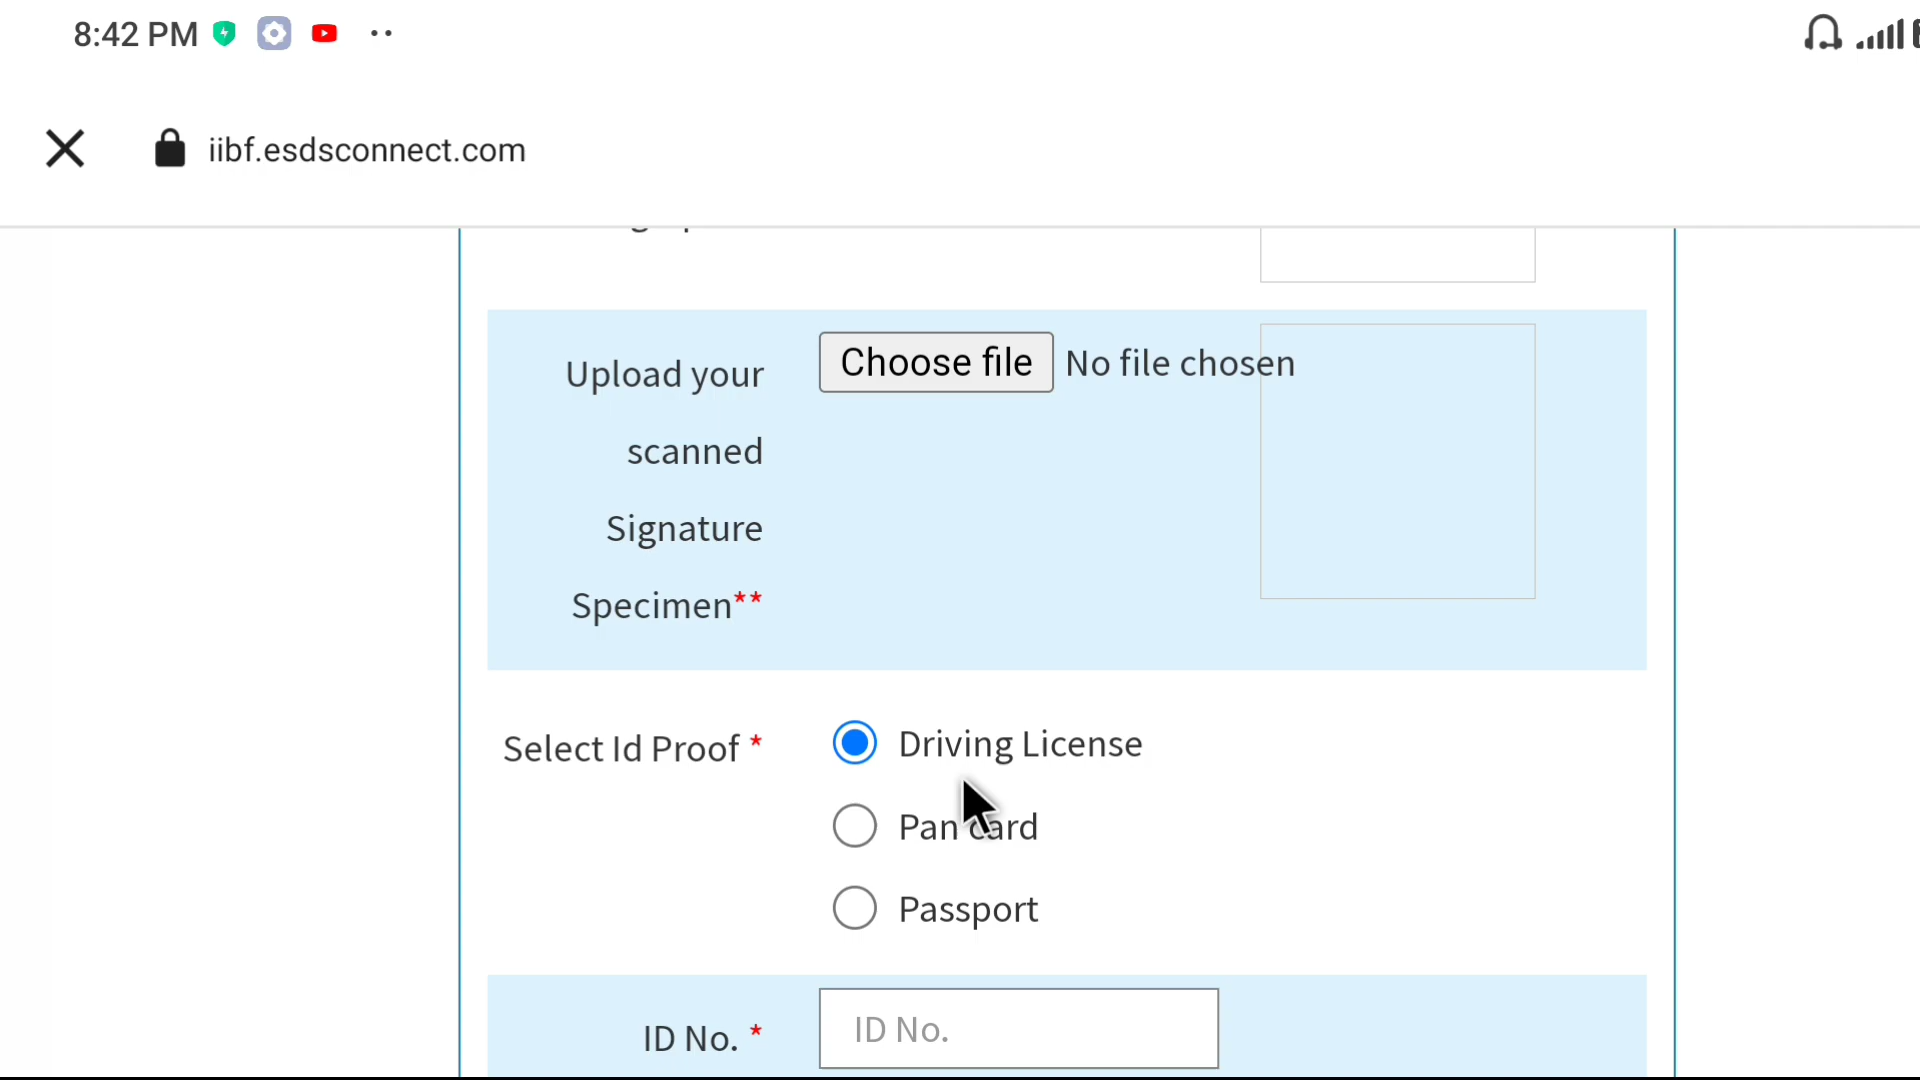 8:42 PM
iibf.esdsconnect.com
Upload your
scanned
Signature
Specimen**
Choose file No file chosen
Select Id Proof *
Driving License
Pan card
Passport
ID No. *
ID No.